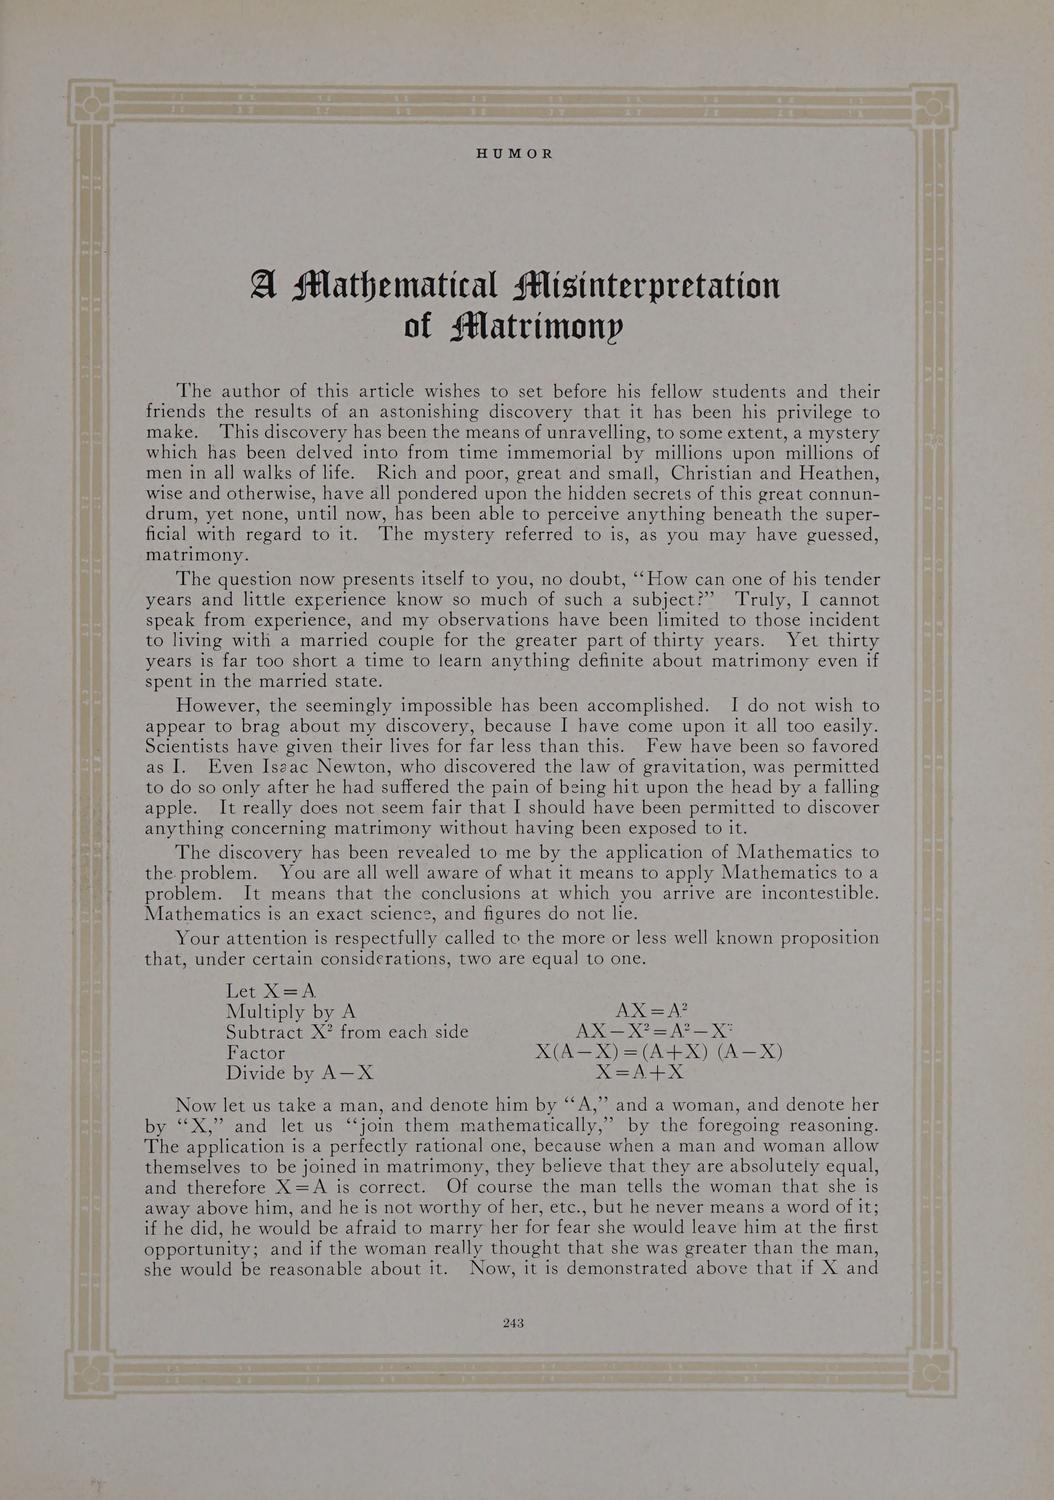 HUMOR
A Mathematical Misinterpretation
of Matrimony
The author of this article wishes to set before his fellow students and their
friends the results of an astonishing discovery that it has been his privilege to
make. This discovery has been the means of unravelling, to some extent, a mystery
which has been delved into from time immemorial by millions upon millions of
men in all walks of life. Rich and poor, great and small, Christian and Heathen,
wise and otherwise, have all pondered upon the hidden secrets of this great connun-
drum, yet none, until now, has been able to perceive anything beneath the super-
ficial with regard to it. The mystery referred to is, as you may have guessed,
matrimony.
The question now presents itself to you, no doubt, “How can one of his tender
years and little experience know so much of such a subject?” Truly, I cannot
speak from experience, and my observations have been limited to those incident
to living with a married couple for the greater part of thirty years. Yet thirty
years is far too short a time to learn anything definite about matrimony even if
spent in the married state.
However, the seemingly impossible has been accomplished. I do not wish to
appear to brag about my discovery, because I have come upon it all too easily.
Scientists have given their lives for far less than this. Few have been so favored
as I. Even Isaac Newton, who discovered the law of gravitation, was permitted
to do so only after he had suffered the pain of being hit upon the head by a falling
apple. It really does not seem fair that I should have been permitted to discover
anything concerning matrimony without having been exposed to it.
The discovery has been revealed to me by the application of Mathematics to
the problem. You are all well aware of what it means to apply Mathematics to a
problem. It means that the conclusions at which you arrive are incontestible.
Mathematics is an exact science, and figures do not lie.
Your attention is respectfully called to the more or less well known proposition
that, under certain considerations, two are equal to one.
Let X=A
Multiply by A AX=A²
Subtract X² from each side AX—X²=A²—X²
Factor X(A—X)=(A+X) (A—X)
Divide by A—X X=A+X
Now let us take a man, and denote him by “A,” and a woman, and denote her
by “X,” and let us “join them mathematically,” by the foregoing reasoning.
The application is a perfectly rational one, because when a man and woman allow
themselves to be joined in matrimony, they believe that they are absolutely equal,
and therefore X=A is correct. Of course the man tells the woman that she is
away above him, and he is not worthy of her, etc., but he never means a word of it;
if he did, he would be afraid to marry her for fear she would leave him at the first
opportunity; and if the woman really thought that she was greater than the man,
she would be reasonable about it. Now, it is demonstrated above that if X and
243